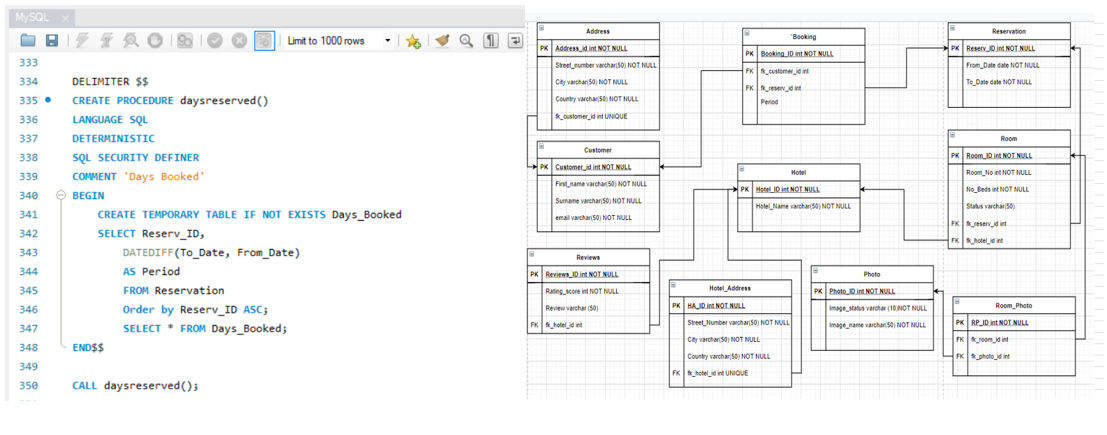 MySQL
Limit to 1000 rows
333
334 DELIMITER $$
335 CREATE PROCEDURE daysreserved()
336 LANGUAGE SQL
337 DETERMINISTIC
338 SQL SECURITY DEFINER
339 COMMENT 'Days Booked'
340 BEGIN
341 CREATE TEMPORARY TABLE IF NOT EXISTS Days_Booked
342 SELECT Reserv_ID,
343 DATEDIFF(To_Date, From_Date)
344 AS Period
345 FROM Reservation
346 Order by Reserv_ID ASC;
347 SELECT * FROM Days_Booked;
348 END$$
349
350 CALL daysreserved();
Address
PK Address_id int NOT NULL
Street_number varchar(50) NOT NULL
City varchar(50) NOT NULL
Country varchar(50) NOT NULL
fk_customer_id int UNIQUE
`Booking
PK Booking_ID int NOT NULL
FK fk_customer_id int
FK fk_reserv_id int
Period
Reservation
PK Reserv_ID int NOT NULL
From_Date date NOT NULL
To_Date date NOT NULL
Customer
PK Customer_id int NOT NULL
First_name varchar(50) NOT NULL
Surname varchar(50) NOT NULL
email varchar(50) NOT NULL
Hotel
PK Hotel_ID int NOT NULL
Hotel_Name varchar(50) NOT NULL
Room
PK Room_ID int NOT NULL
Room_No int NOT NULL
No_Beds int NOT NULL
Status varchar(50)
FK fk_reserv_id int
FK fk_hotel_id int
Reviews
PK Reviews_ID int NOT NULL
Rating_score int NOT NULL
Review varchar (50)
FK fk_hotel_id int
Hotel_Address
PK HA_ID int NOT NULL
Street_Number varchar(50) NOT NULL
City varchar(50) NOT NULL
Country varchar(50) NOT NULL
FK fk_hotel_id int UNIQUE
Photo
PK Photo_ID int NOT NULL
Image_status varchar (10)NOT NULL
Image_name varchar(50) NOT NULL
Room_Photo
PK RP_ID int NOT NULL
FK fk_room_id int
FK fk_photo_id int